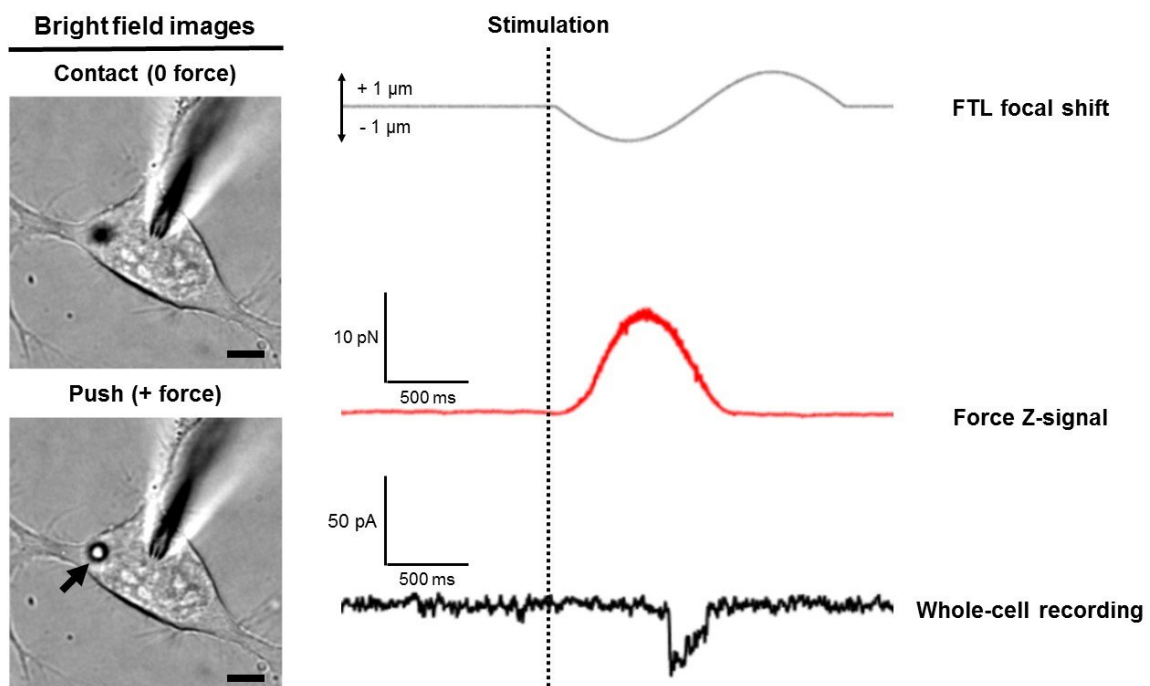 Bright field images
Contact (0 force)
Push (+ force)
Stimulation
+ 1 µm
- 1 µm
FTL focal shift
10 pN
500 ms
Force Z-signal
50 pA
500 ms
Whole-cell recording